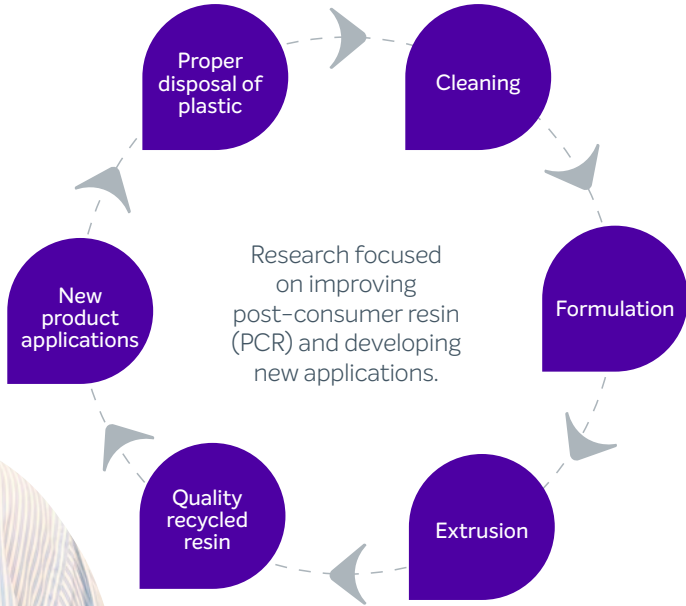 Proper
disposal of
plastic
Cleaning
Formulation
Extrusion
Quality
recycled
resin
New
product
applications
Research focused
on improving
post-consumer resin
(PCR) and developing
new applications.